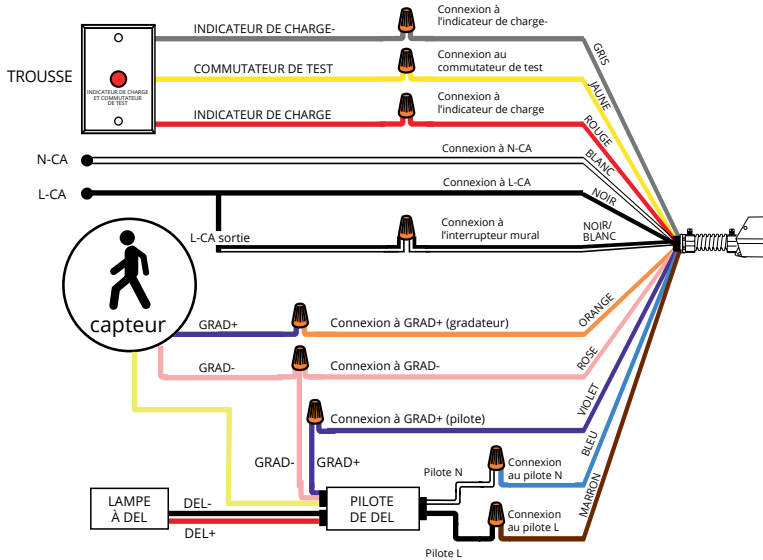 INDICATEUR DE CHARGE-
Connexion à
l'indicateur de charge-
GRIS
TROUSSE
INDICATEUR DE CHARGE
ET COMMUTATEUR
DE TEST
COMMUTATEUR DE TEST
Connexion au
commutateur de test
JAUNE
INDICATEUR DE CHARGE
Connexion à
l'indicateur de charge
ROUGE
N-CA
Connexion à N-CA
BLANC
L-CA
Connexion à L-CA
NOIR
L-CA sortie
Connexion à
l'interrupteur mural
NOIR/
BLANC
capteur
GRAD+
Connexion à GRAD+ (gradateur)
ORANGE
GRAD-
Connexion à GRAD-
ROSE
Connexion à GRAD+ (pilote)
VIOLET
GRAD-
GRAD+
Pilote N
Connexion
au pilote N
BLEU
LAMPE
À DEL
DEL-
DEL+
PILOTE
DE DEL
Pilote L
Connexion
au pilote L
MARRON